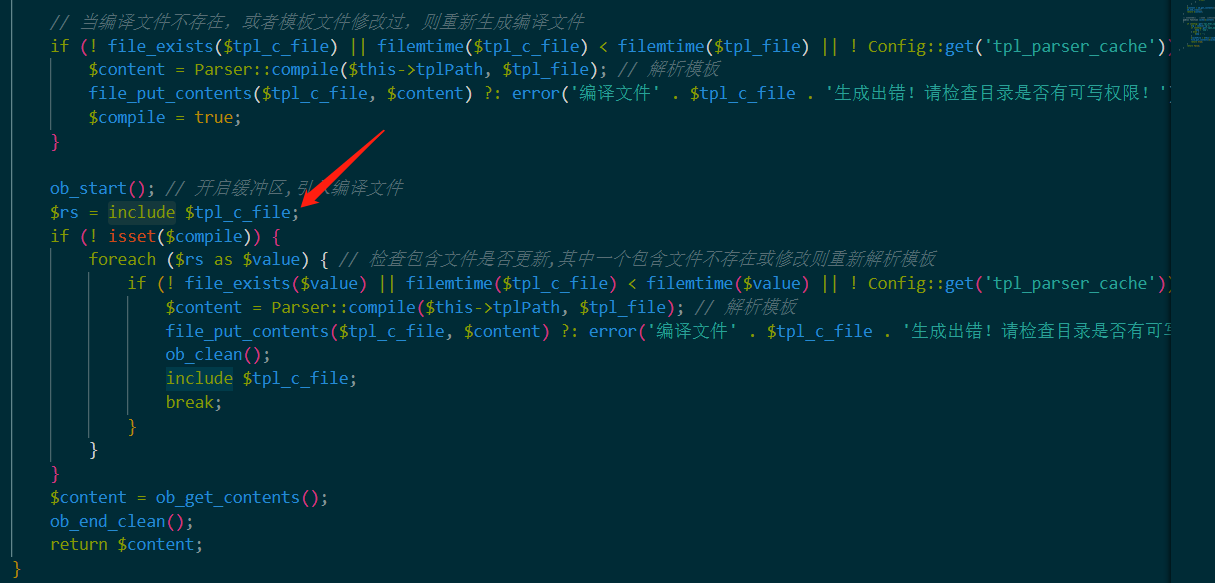 // 当编译文件不存在，或者模板文件修改过，则重新生成编译文件
if (! file_exists($tpl_c_file) || filemtime($tpl_c_file) < filemtime($tpl_file) || ! Config::get('tpl_parser_cache'))
$content = Parser::compile($this->tplPath, $tpl_file); // 解析模板
file_put_contents($tpl_c_file, $content) ?: error('编译文件' . $tpl_c_file . '生成出错！请检查目录是否有可写权限！')
$compile = true;
}
ob_start(); // 开启缓冲区,引入编译文件
$rs = include $tpl_c_file;
if (! isset($compile)) {
foreach ($rs as $value) { // 检查包含文件是否更新,其中一个包含文件不存在或修改则重新解析模板
if (! file_exists($value) || filemtime($tpl_c_file) < filemtime($value) || ! Config::get('tpl_parser_cache'))
$content = Parser::compile($this->tplPath, $tpl_file); // 解析模板
file_put_contents($tpl_c_file, $content) ?: error('编译文件' . $tpl_c_file . '生成出错！请检查目录是否有可写
ob_clean();
include $tpl_c_file;
break;
}
}
}
$content = ob_get_contents();
ob_end_clean();
return $content;
}